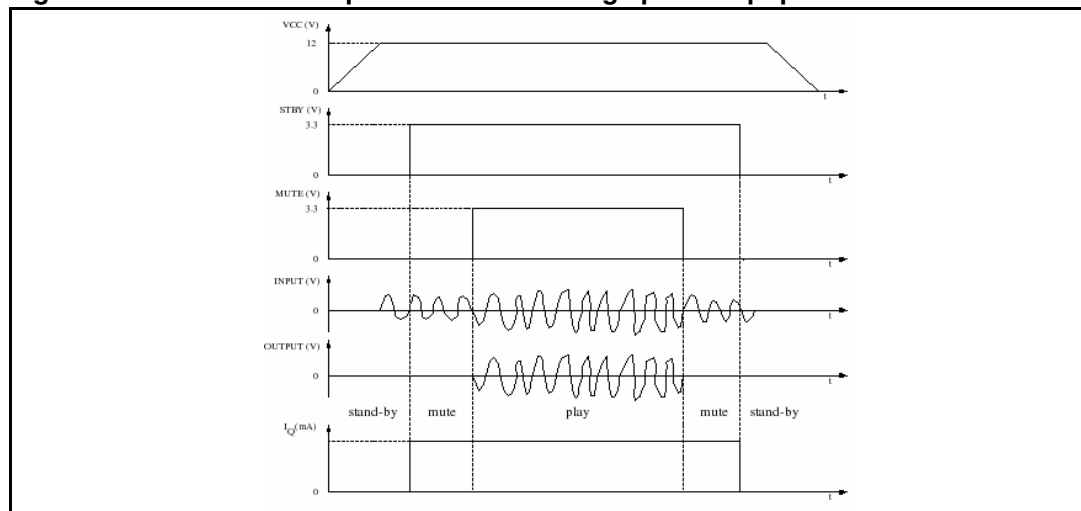 VCC (V)
12
0
t
STBY (V)
3.3
0
t
MUTE (V)
3.3
0
t
INPUT (V)
0
t
OUTPUT (V)
0
t
stand-by mute play mute stand-by
IQ(mA)
0
t